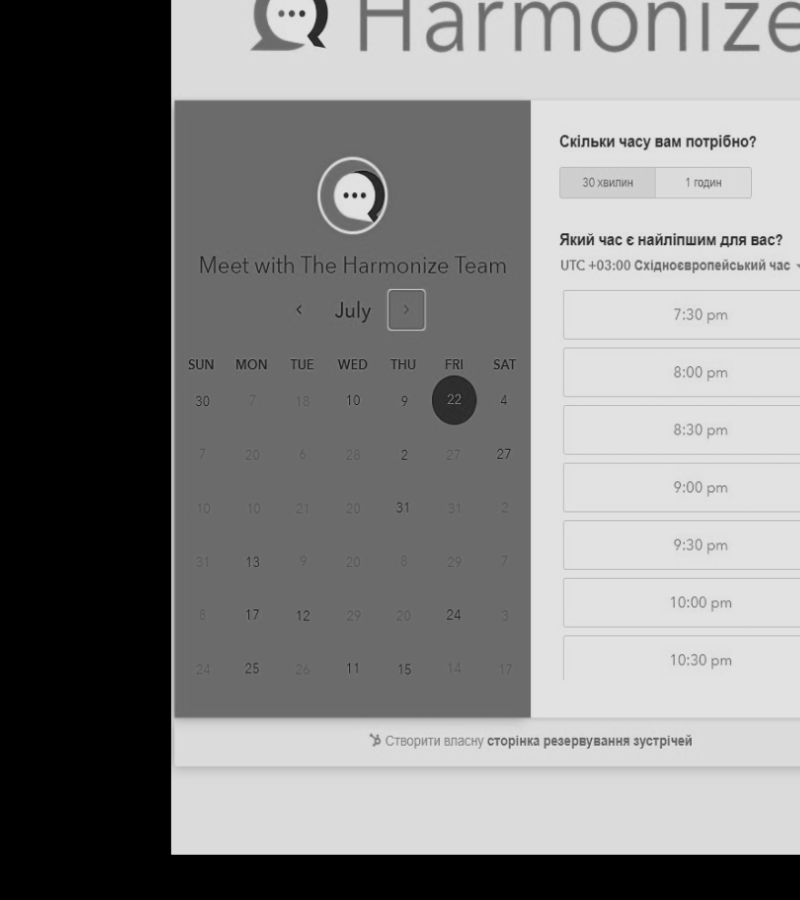 Harmonize
Meet with The Harmonize Team
< July >
SUN MON TUE WED THU FRI SAT
30 7 18 10 9 22 4
7 20 6 28 2 27 27
10 10 21 20 31 31 2
31 13 9 20 8 29 7
8 17 12 29 20 24 3
24 25 26 11 15 14 17
Скільки часу вам потрібно?
30 хвилин 1 годин
Який час є найліпшим для вас?
UTC +03:00 Східноєвропейський час
7:30 pm
8:00 pm
8:30 pm
9:00 pm
9:30 pm
10:00 pm
10:30 pm
Створити власну сторінка резервування зустрічей